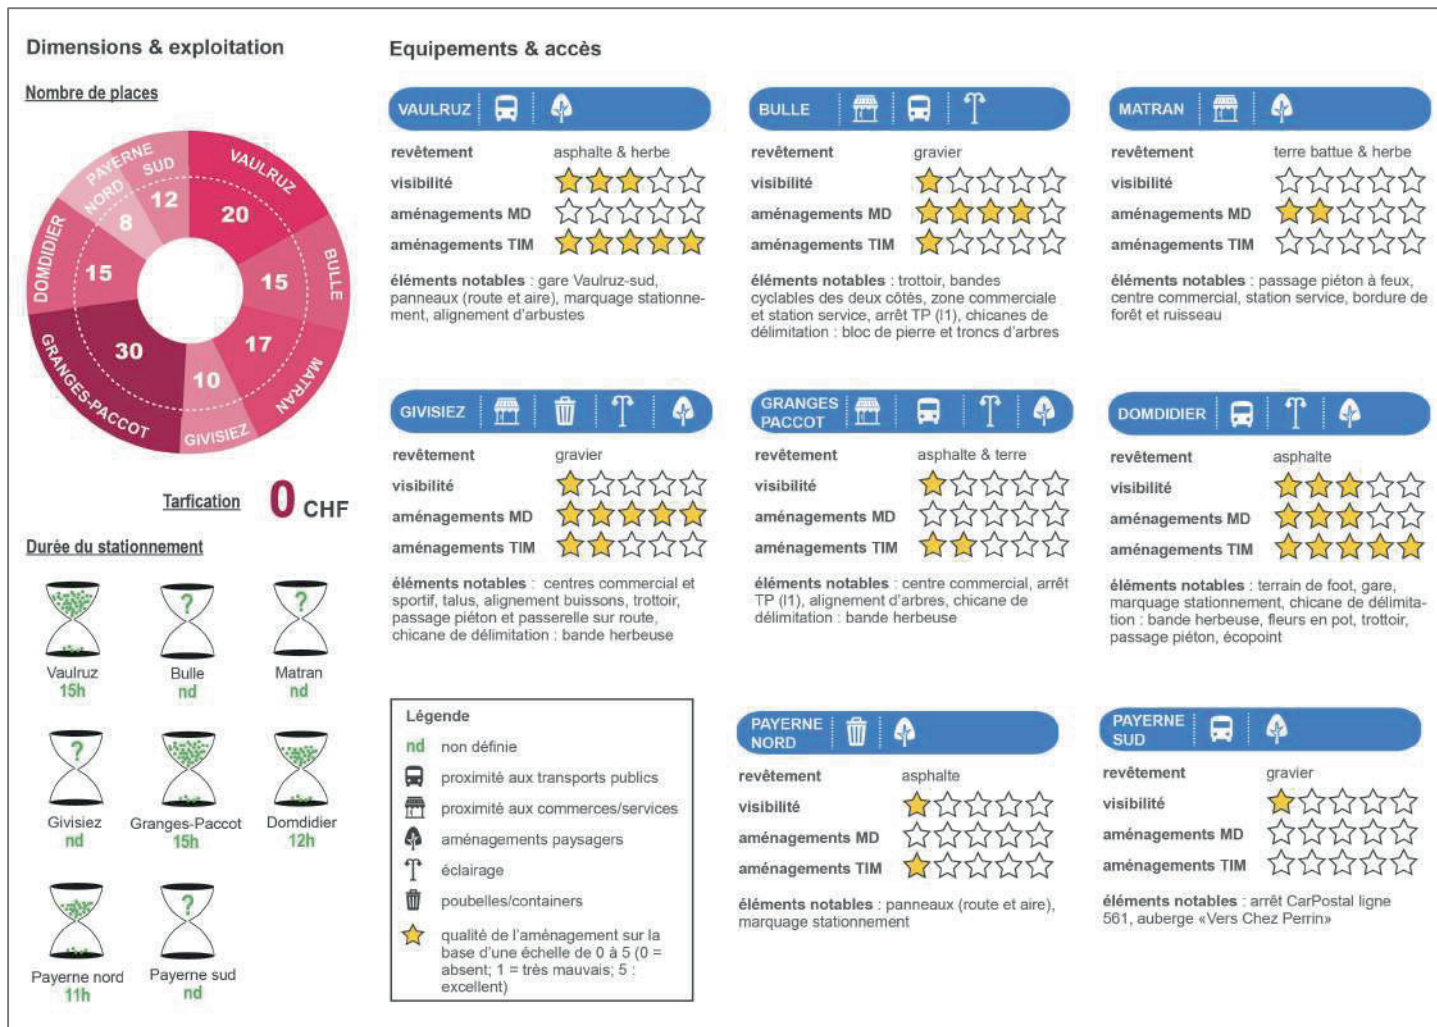 Dimensions & exploitation
Nombre de places
PAYERNE
NORD
SUD
VAULRUZ
BULLE
MATRAN
GIVISIEZ
GRANGES-PACCOT
DOMDIDIER
8
12
20
15
17
10
30
15
Tarfication 0 CHF
Durée du stationnement
?
?
Vaulruz
15h
Bulle
nd
Matran
nd
?
Givisiez
nd
Granges-Paccot
15h
Domdidier
12h
?
Payerne nord
11h
Payerne sud
nd
Equipements & accès
VAULRUZ
revêtement asphalte & herbe
visibilité
aménagements MD
aménagements TIM
éléments notables : gare Vaulruz-sud,
panneaux (route et aire), marquage stationne-
ment, alignement d'arbustes
BULLE
revêtement gravier
visibilité
aménagements MD
aménagements TIM
éléments notables : trottoir, bandes
cyclables des deux côtés, zone commerciale
et station service, arrêt TP (l1), chicanes de
délimitation : bloc de pierre et troncs d'arbres
MATRAN
revêtement terre battue & herbe
visibilité
aménagements MD
aménagements TIM
éléments notables : passage piéton à feux,
centre commercial, station service, bordure de
forêt et ruisseau
GIVISIEZ
revêtement gravier
visibilité
aménagements MD
aménagements TIM
éléments notables : centres commercial et
sportif, talus, alignement buissons, trottoir,
passage piéton et passerelle sur route,
chicane de délimitation : bande herbeuse
GRANGES
PACCOT
revêtement asphalte & terre
visibilité
aménagements MD
aménagements TIM
éléments notables : centre commercial, arrêt
TP (l1), alignement d'arbres, chicane de
délimitation : bande herbeuse
DOMDIDIER
revêtement asphalte
visibilité
aménagements MD
aménagements TIM
éléments notables : terrain de foot, gare,
marquage stationnement, chicane de délimita-
tion : bande herbeuse, fleurs en pot, trottoir,
passage piéton, écopoint
Légende
nd non définie
proximité aux transports publics
proximité aux commerces/services
aménagements paysagers
éclairage
poubelles/containers
qualité de l'aménagement sur la
base d'une échelle de 0 à 5 (0 =
absent; 1 = très mauvais; 5 :
excellent)
PAYERNE
NORD
revêtement asphalte
visibilité
aménagements MD
aménagements TIM
éléments notables : panneaux (route et aire),
marquage stationnement
PAYERNE
SUD
revêtement gravier
visibilité
aménagements MD
aménagements TIM
éléments notables : arrêt CarPostal ligne
561, auberge «Vers Chez Perrin»